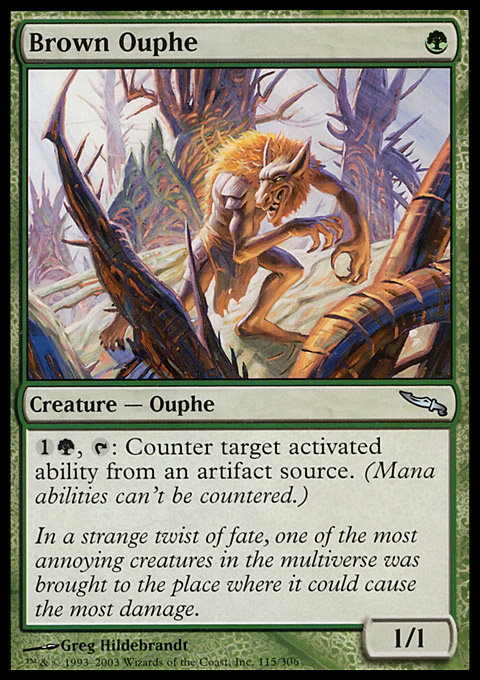 Brown Ouphe
Creature — Ouphe
1, : Counter target activated
ability from an artifact source. (Mana
abilities can't be countered.)
In a strange twist of fate, one of the most
annoying creatures in the multiverse was
brought to the place where it could cause
the most damage.
Greg Hildebrandt
1/1
™ & © 1993–2003 Wizards of the Coast, Inc. 115/306